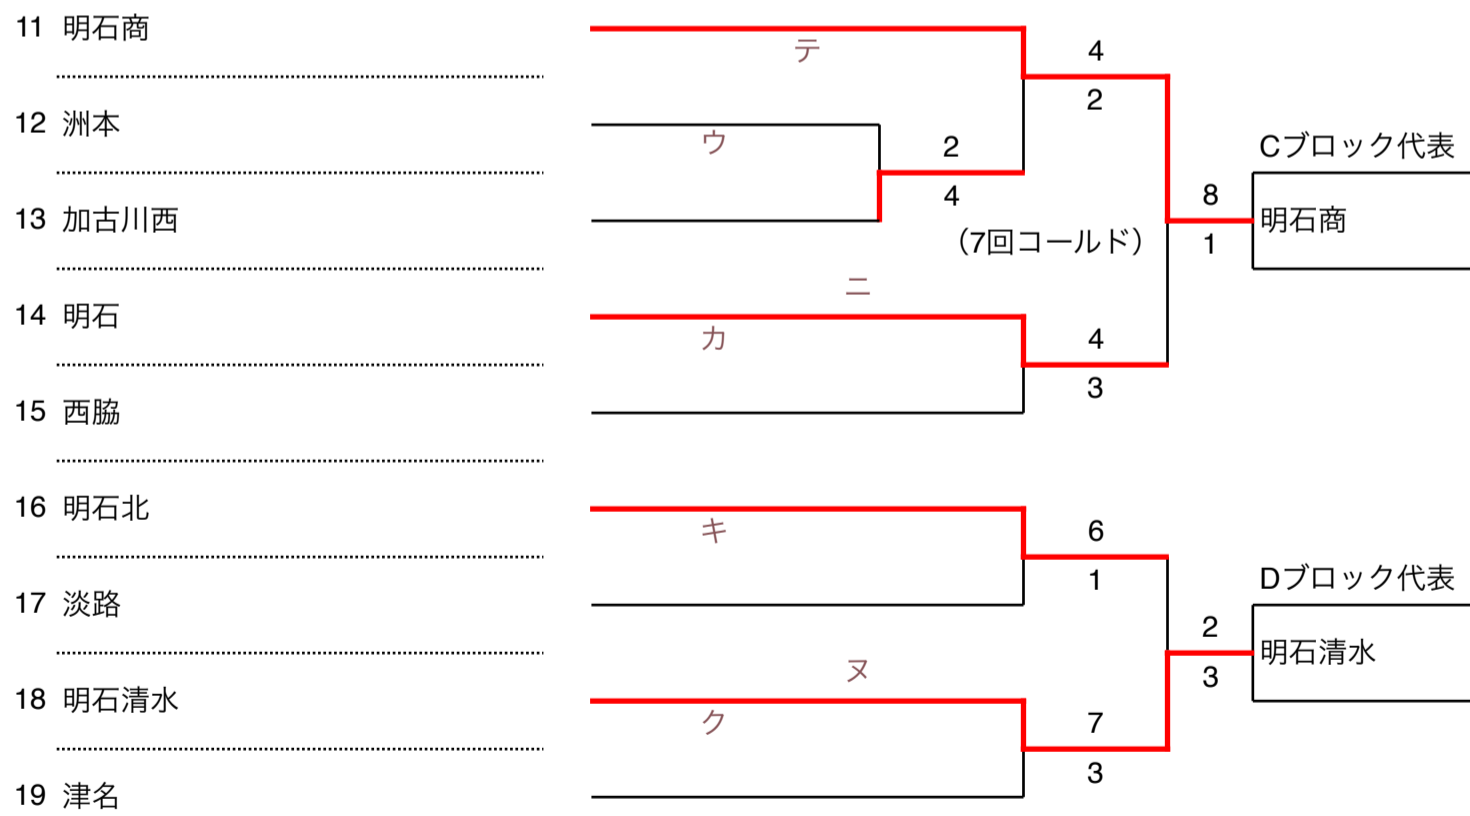 11 明石商
テ
4
2
12 洲本
ウ
2
4
Cブロック代表
8
1
明石商
13 加古川西
（7回コールド）
ニ
14 明石
カ
4
3
15 西脇
16 明石北
キ
6
1
Dブロック代表
17 淡路
2
3
明石清水
ヌ
18 明石清水
ク
7
3
19 津名